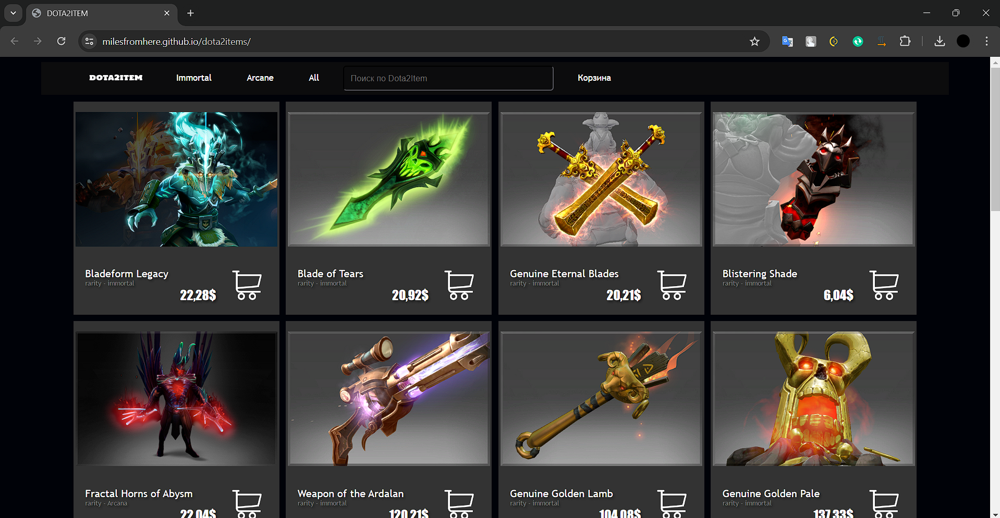 DOTA2ITEM
milesfromhere.github.io/dota2items/
DOTA2ITEM Immortal Arcane All Поиск по Dota2Item Корзина
Bladeform Legacy
rarity - immortal
22,28$
Blade of Tears
rarity - immortal
20,92$
Genuine Eternal Blades
rarity - immortal
20,21$
Blistering Shade
rarity - immortal
6,04$
Fractal Horns of Abysm
rarity - Arcana
22,04$
Weapon of the Ardalan
rarity - immortal
120,21$
Genuine Golden Lamb
rarity - immortal
104,08$
Genuine Golden Pale
rarity - immortal
137,33$